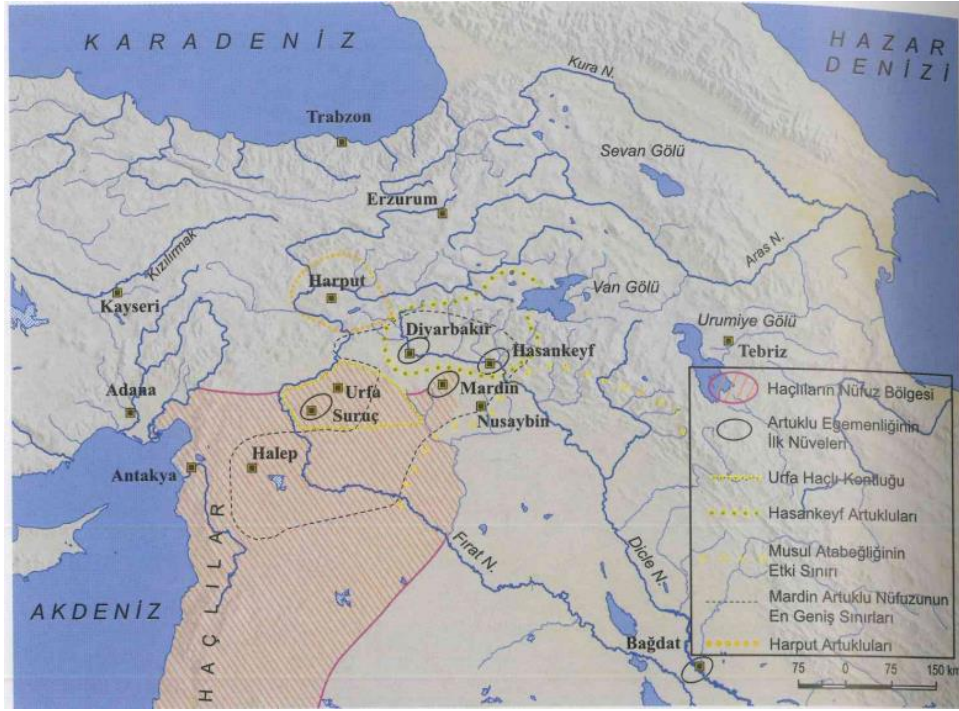 KARADENİZ
HAZAR
DENİZİ
Kura N.
Trabzon
Sevan Gölü
Erzurum
Aras N.
Kızılırmak
Harput
Van Gölü
Kayseri
Urumiye Gölü
Diyarbakır
Hasankeyf
Tebriz
Adana
Urfa
Mardin
Suruç
Nusaybin
Halep
Antakya
HAÇLILAR
Fırat N.
Dicle N.
AKDENİZ
Bağdat
Haçlıların Nüfuz Bölgesi
Artuklu Egemenliğinin
İlk Nüveleri
Urfa Haçlı Kontluğu
Hasankeyf Artukluları
Musul Atabeğliğinin
Etki Sınırı
Mardin Artuklu Nüfuzunun
En Geniş Sınırları
Harput Artukluları
75 0 75 150 km